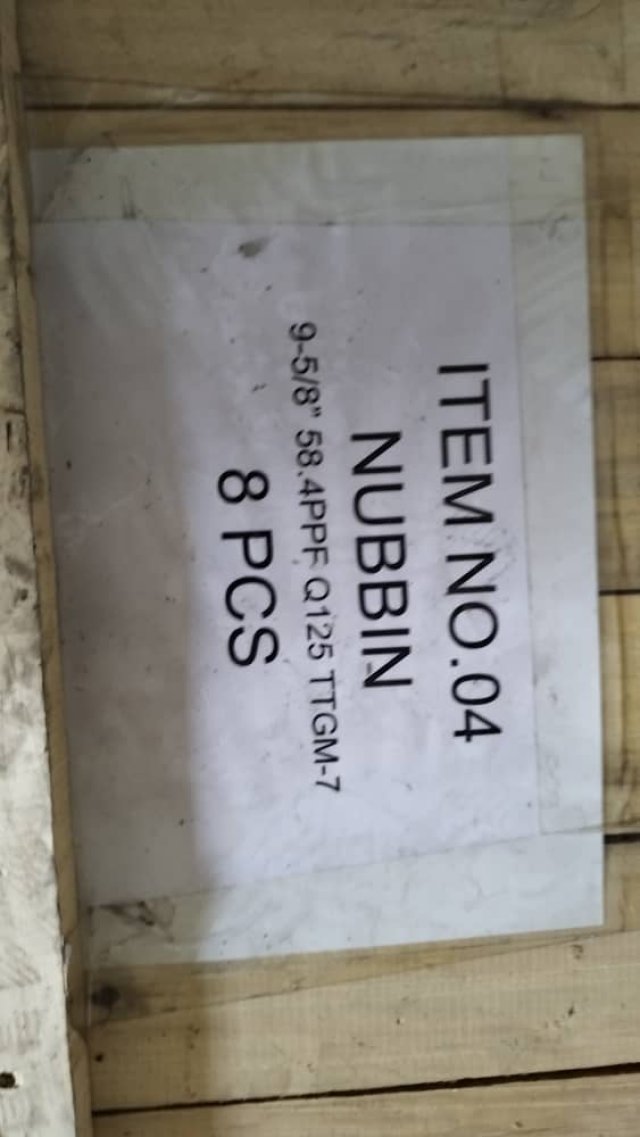 ITEM NO.04
NUBBIN
9-5/8" 58.4PPF Q125 TTGM-7
8 PCS